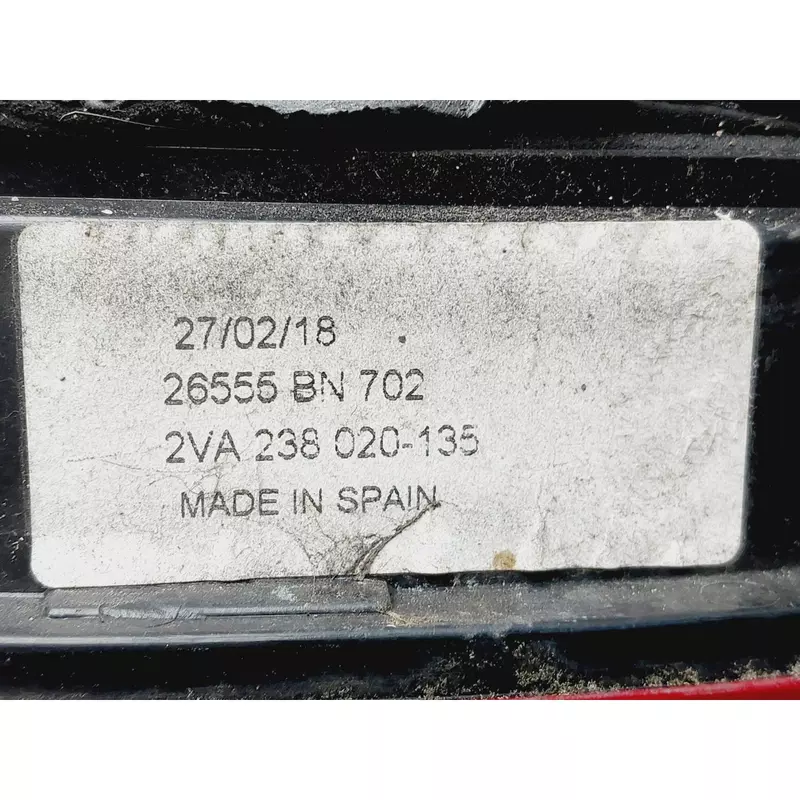 27/02/18
26555 BN 702
2VA 238 020-135
MADE IN SPAIN